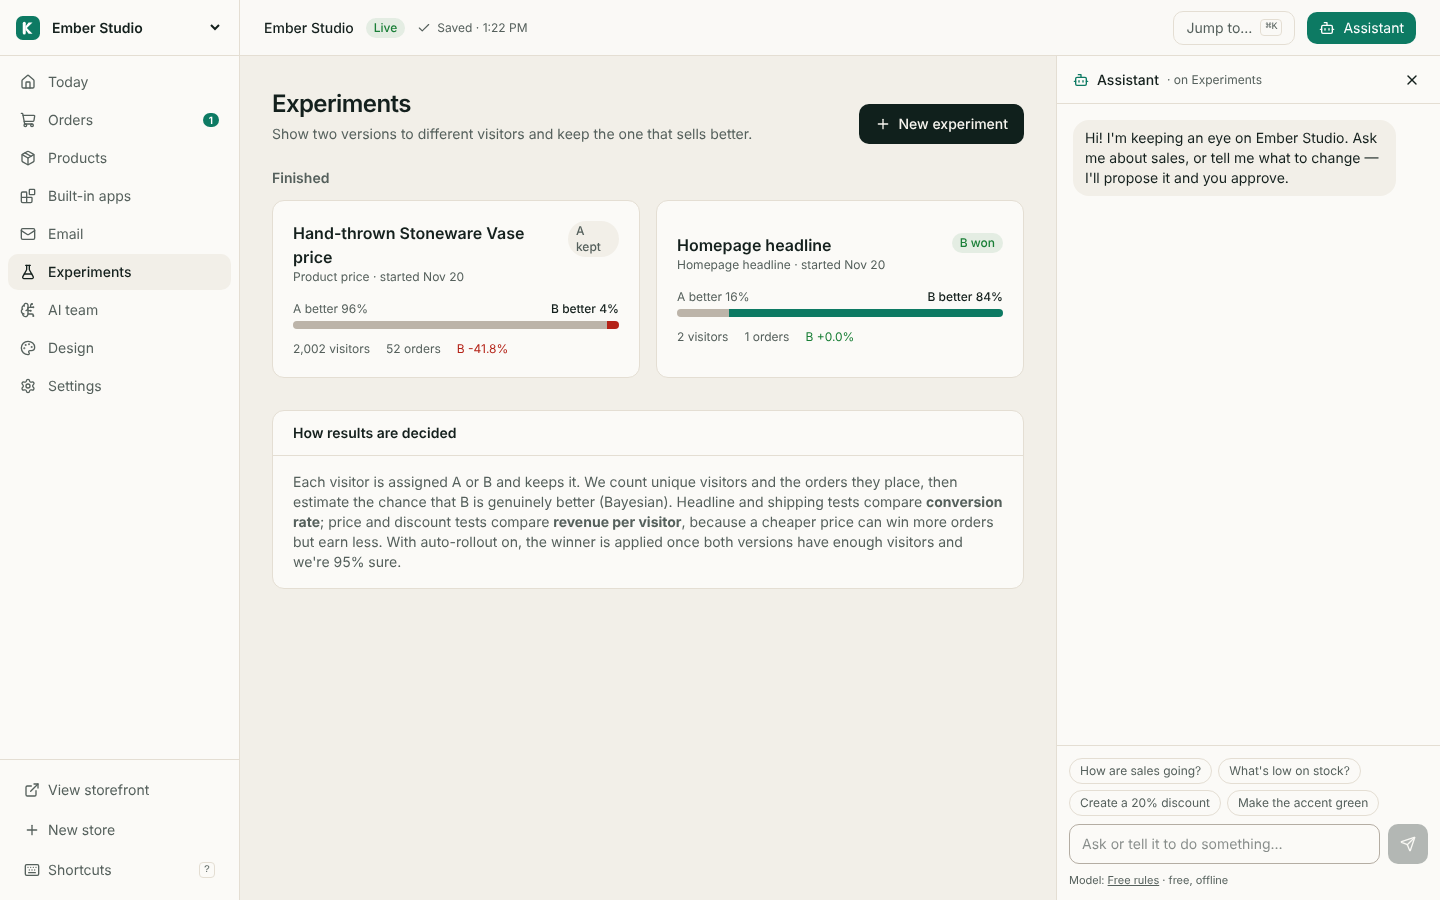 Ember Studio
Today
Orders 1
Products
Built-in apps
Email
Experiments
AI team
Design
Settings
View storefront
New store
Shortcuts ?
Ember Studio Live Saved · 1:22 PM
Jump to... ⌘K Assistant
Experiments
Show two versions to different visitors and keep the one that sells better.
New experiment
Finished
Hand-thrown Stoneware Vase
price
A
kept
Product price · started Nov 20
A better 96% B better 4%
2,002 visitors 52 orders B -41.8%
Homepage headline
B won
Homepage headline · started Nov 20
A better 16% B better 84%
2 visitors 1 orders B +0.0%
How results are decided
Each visitor is assigned A or B and keeps it. We count unique visitors and the orders they place, then
estimate the chance that B is genuinely better (Bayesian). Headline and shipping tests compare conversion
rate; price and discount tests compare revenue per visitor, because a cheaper price can win more orders
but earn less. With auto-rollout on, the winner is applied once both versions have enough visitors and
we're 95% sure.
Assistant · on Experiments
Hi! I'm keeping an eye on Ember Studio. Ask
me about sales, or tell me what to change —
I'll propose it and you approve.
How are sales going? What's low on stock?
Create a 20% discount Make the accent green
Ask or tell it to do something...
Model: Free rules · free, offline